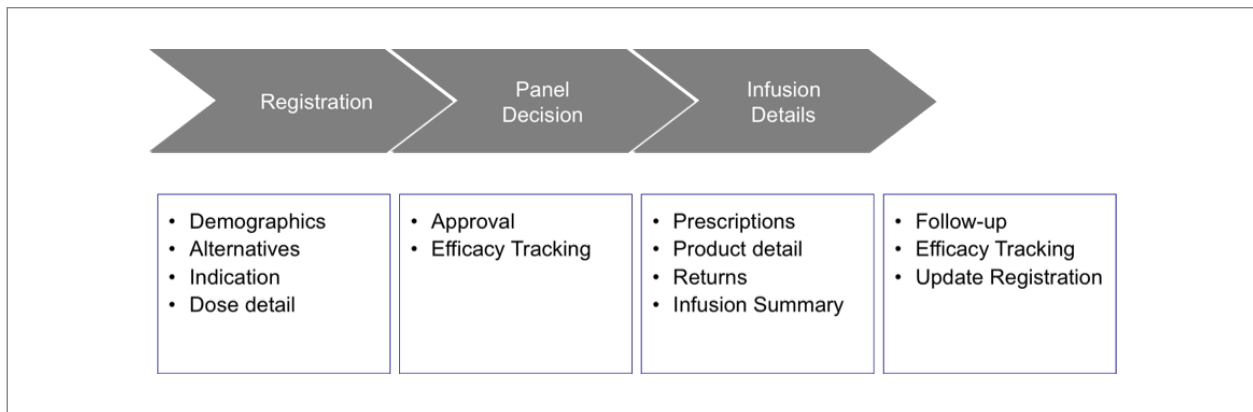 Registration
Panel
Decision
Infusion
Details
• Demographics
• Alternatives
• Indication
• Dose detail
• Approval
• Efficacy Tracking
• Prescriptions
• Product detail
• Returns
• Infusion Summary
• Follow-up
• Efficacy Tracking
• Update Registration